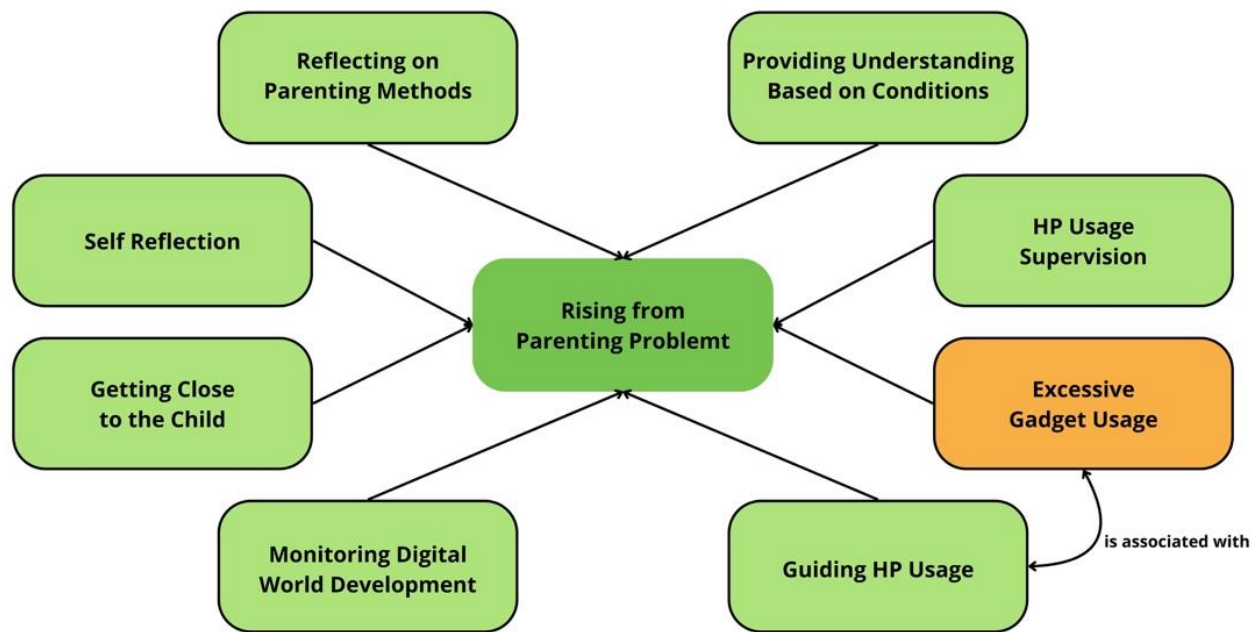 Reflecting on
Parenting Methods
Providing Understanding
Based on Conditions
Self Reflection
HP Usage
Supervision
Rising from
Parenting Problemt
Getting Close
to the Child
Excessive
Gadget Usage
Monitoring Digital
World Development
Guiding HP Usage
is associated with